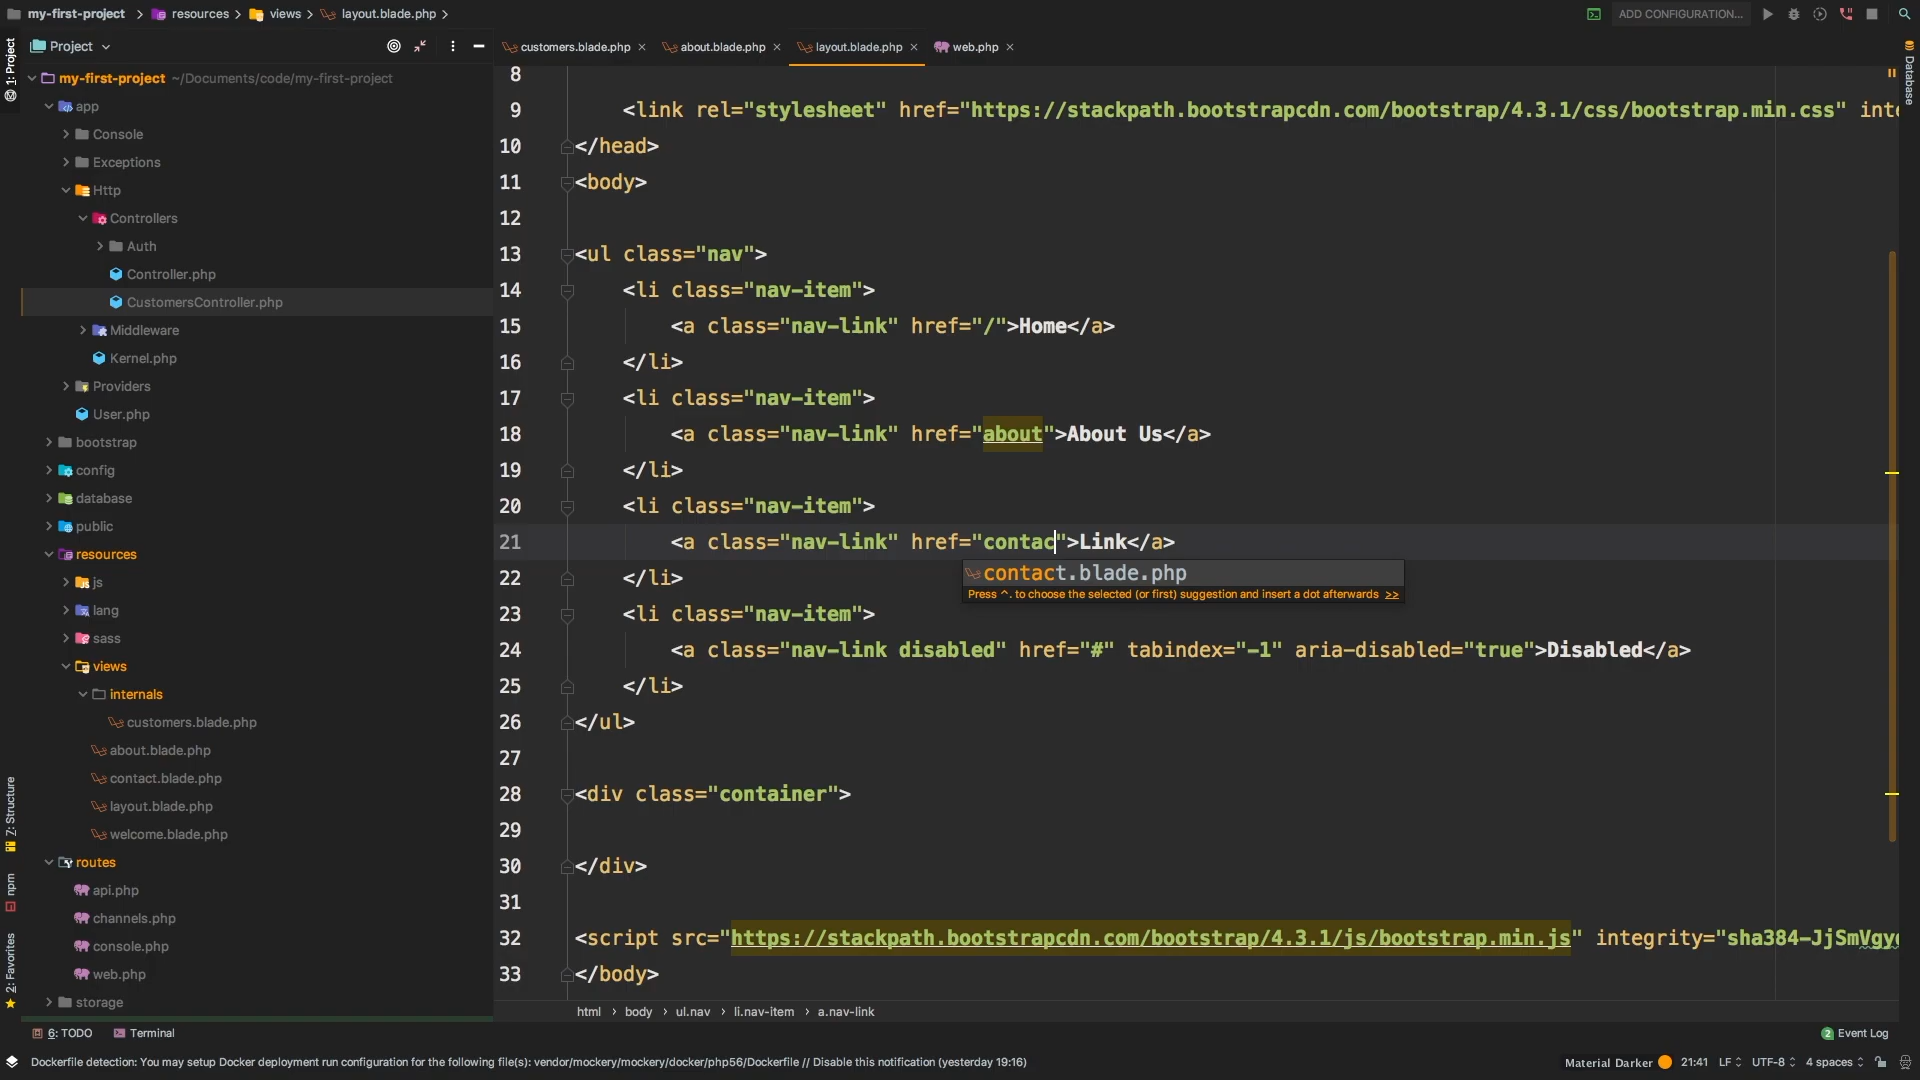 my-first-project resources views layout.blade.php
ADD CONFIGURATION...
Project
customers.blade.php
about.blade.php
layout.blade.php
web.php
1: Project
Database
my-first-project ~/Documents/code/my-first-project
app
Console
Exceptions
Http
Controllers
Auth
Controller.php
CustomersController.php
Middleware
Kernel.php
Providers
User.php
bootstrap
config
database
public
resources
js
lang
sass
views
internals
customers.blade.php
about.blade.php
contact.blade.php
layout.blade.php
welcome.blade.php
routes
api.php
channels.php
console.php
web.php
storage
Z: Structure
npm
2: Favorites
8
9 <link rel="stylesheet" href="https://stackpath.bootstrapcdn.com/bootstrap/4.3.1/css/bootstrap.min.css" inte
10 </head>
11 <body>
12
13 <ul class="nav">
14 <li class="nav-item">
15 <a class="nav-link" href="/">Home</a>
16 </li>
17 <li class="nav-item">
18 <a class="nav-link" href="about">About Us</a>
19 </li>
20 <li class="nav-item">
21 <a class="nav-link" href="contac">Link</a>
contact.blade.php
Press ^. to choose the selected (or first) suggestion and insert a dot afterwards >>
22 </li>
23 <li class="nav-item">
24 <a class="nav-link disabled" href="#" tabindex="-1" aria-disabled="true">Disabled</a>
25 </li>
26 </ul>
27
28 <div class="container">
29
30 </div>
31
32 <script src="https://stackpath.bootstrapcdn.com/bootstrap/4.3.1/js/bootstrap.min.js" integrity="sha384-JjSmVgy
33 </body>
html › body › ul.nav › li.nav-item › a.nav-link
6: TODO
Terminal
2 Event Log
Dockerfile detection: You may setup Docker deployment run configuration for the following file(s): vendor/mockery/mockery/docker/php56/Dockerfile // Disable this notification (yesterday 19:16)
Material Darker
21:41
LF
UTF-8
4 spaces